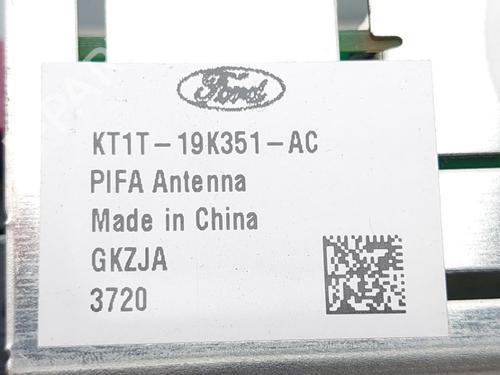 Ford
KT1T-19K351-AC
PIFA Antenna
Made in China
GKZJA
3720